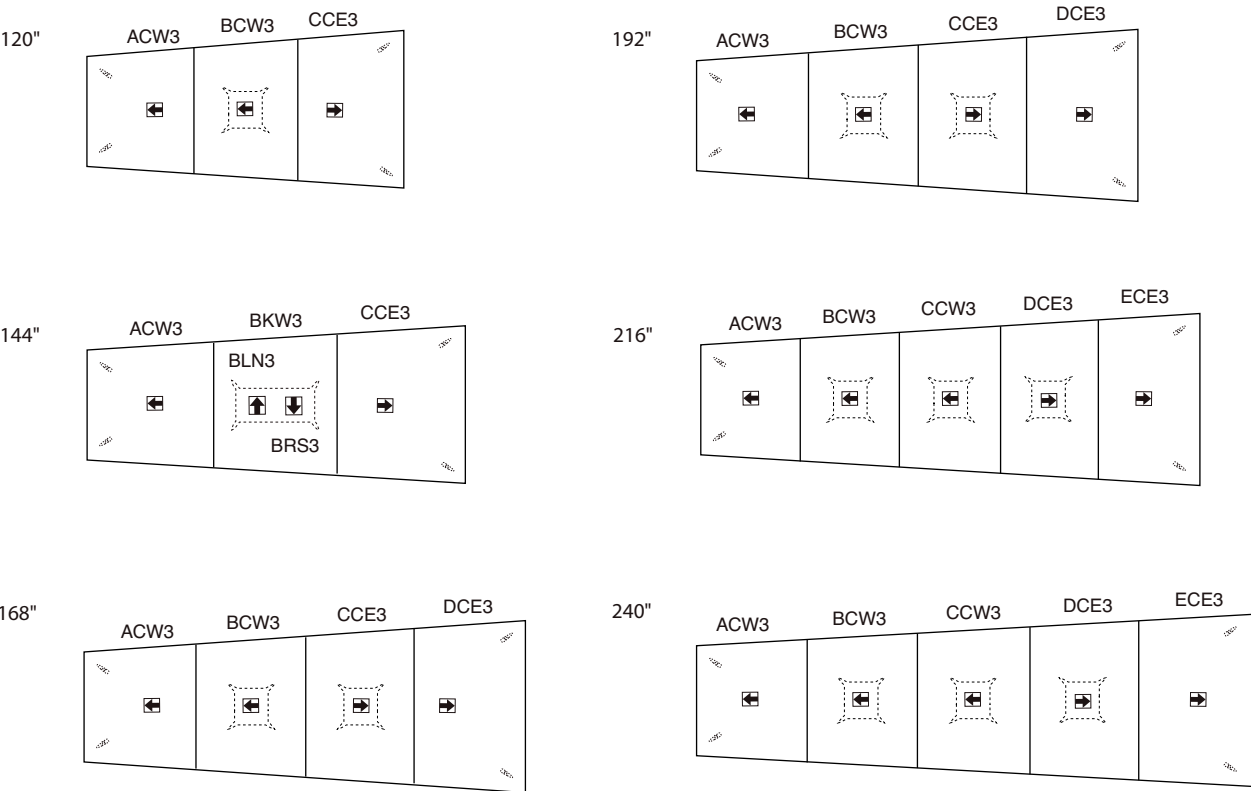 120"
ACW3 BCW3 CCE3
192"
ACW3 BCW3 CCE3 DCE3
144"
ACW3 BKW3 CCE3
BLN3
BRS3
216"
ACW3 BCW3 CCW3 DCE3 ECE3
168"
ACW3 BCW3 CCE3 DCE3
240"
ACW3 BCW3 CCW3 DCE3 ECE3